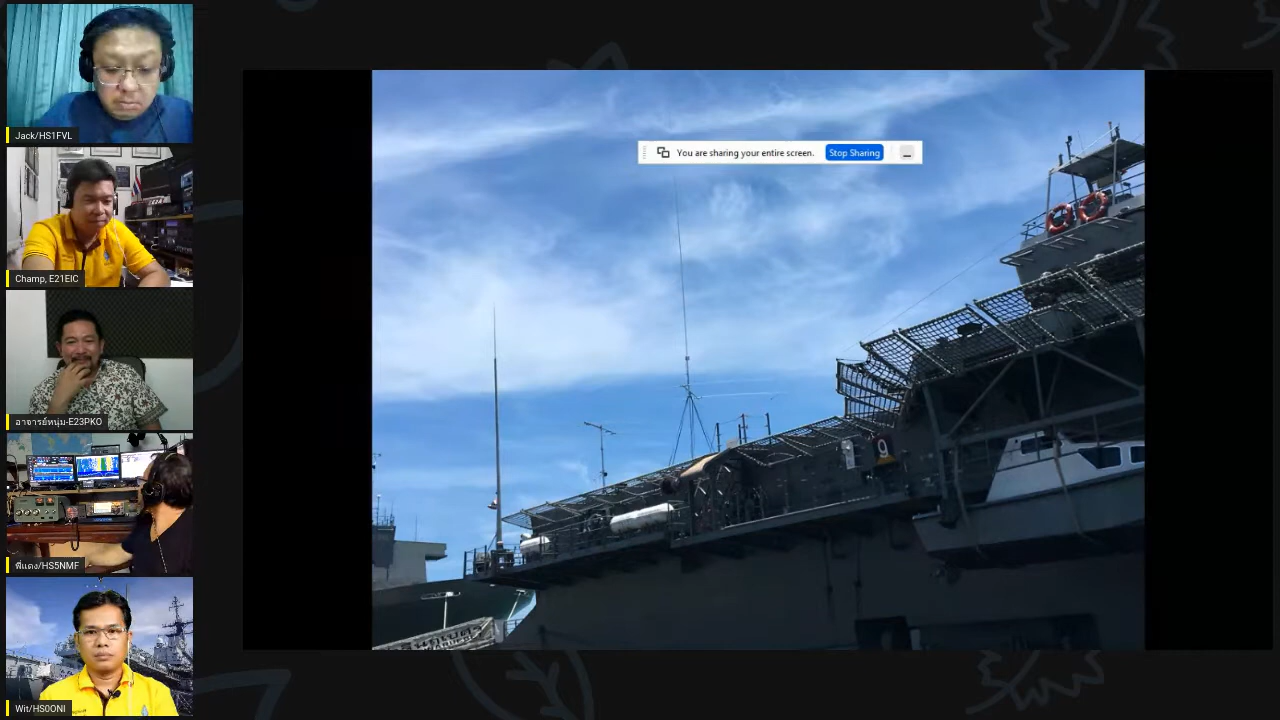 Jack/HS1FVL
Champ, E21EIC
อาจารย์หนุ่ม-E23PKO
พี่แดง/HS5NMF
Wit/HS0ONI
You are sharing your entire screen.
Stop Sharing
9